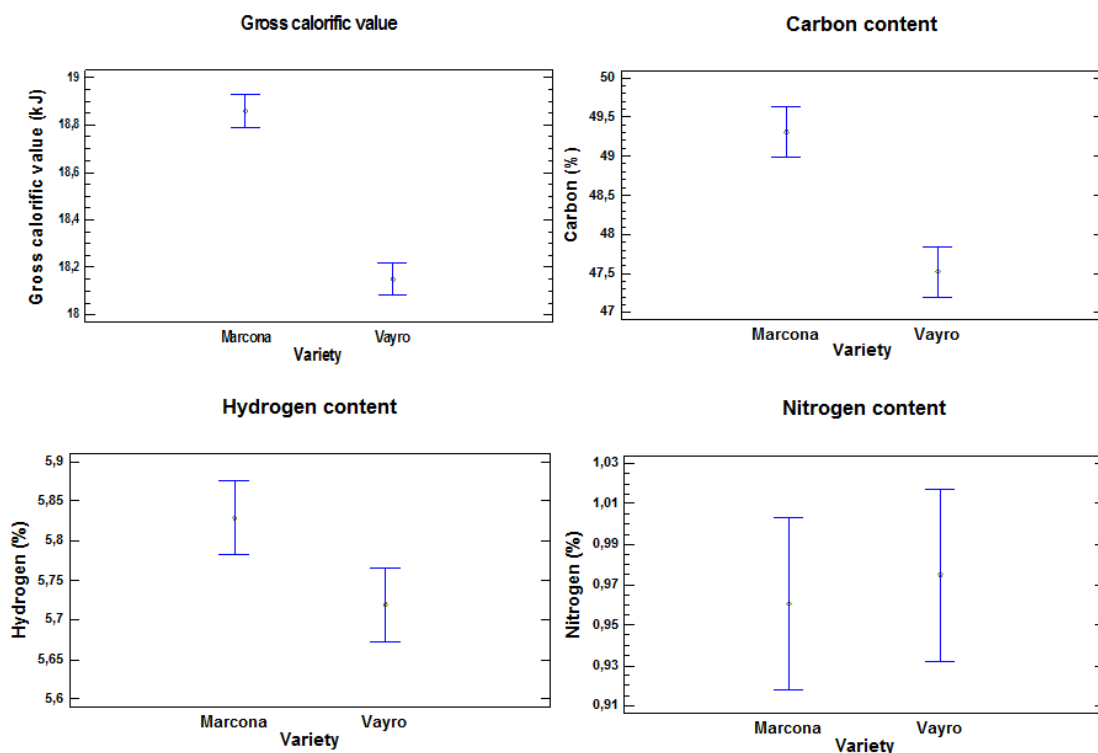 Gross calorific value
Gross calorific value (kJ)
19
18,8
18,6
18,4
18,2
18
Marcona Vayro
Variety
Carbon content
Carbon (%)
50
49,5
49
48,5
48
47,5
47
Marcona Vayro
Variety
Hydrogen content
Hydrogen (%)
5,9
5,85
5,8
5,75
5,7
5,65
5,6
Marcona Vayro
Variety
Nitrogen content
Nitrogen (%)
1,03
1,01
0,99
0,97
0,95
0,93
0,91
Marcona Vayro
Variety